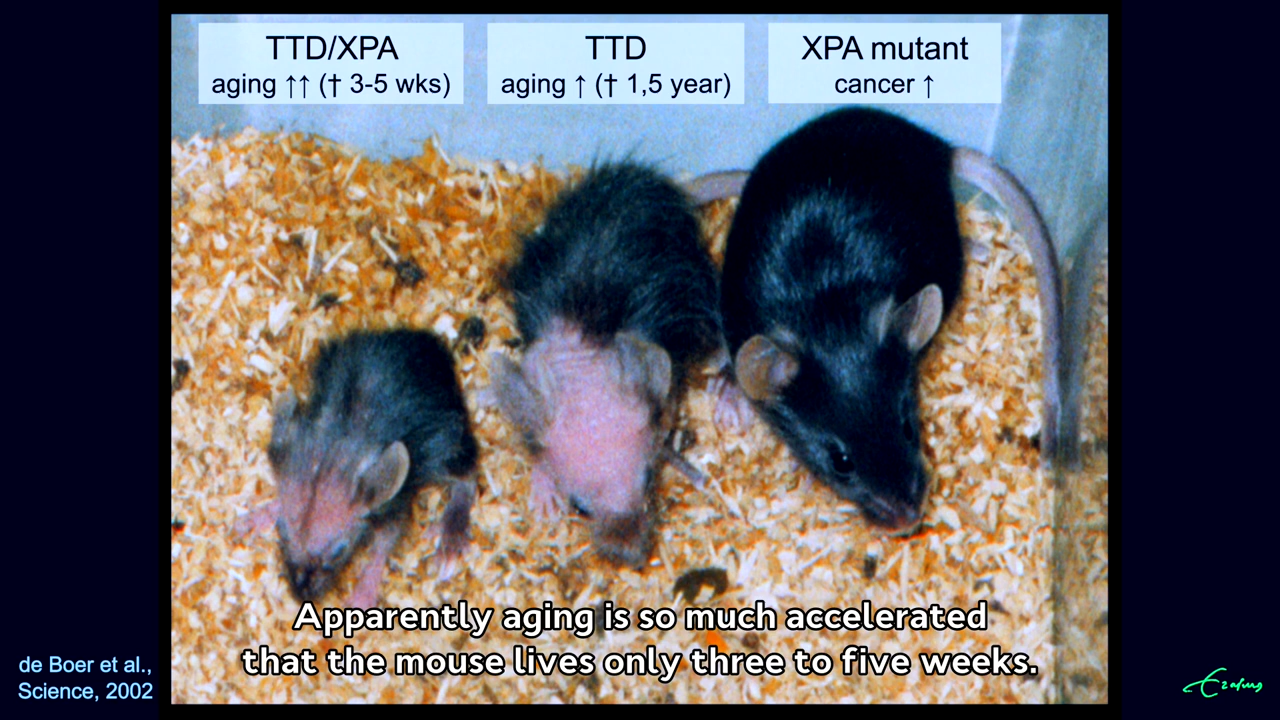 TTD/XPA
aging ↑↑ († 3-5 wks)
TTD
aging ↑ († 1,5 year)
XPA mutant
cancer ↑
Apparently aging is so much accelerated
that the mouse lives only three to five weeks.
de Boer et al.,
Science, 2002
Erasmus